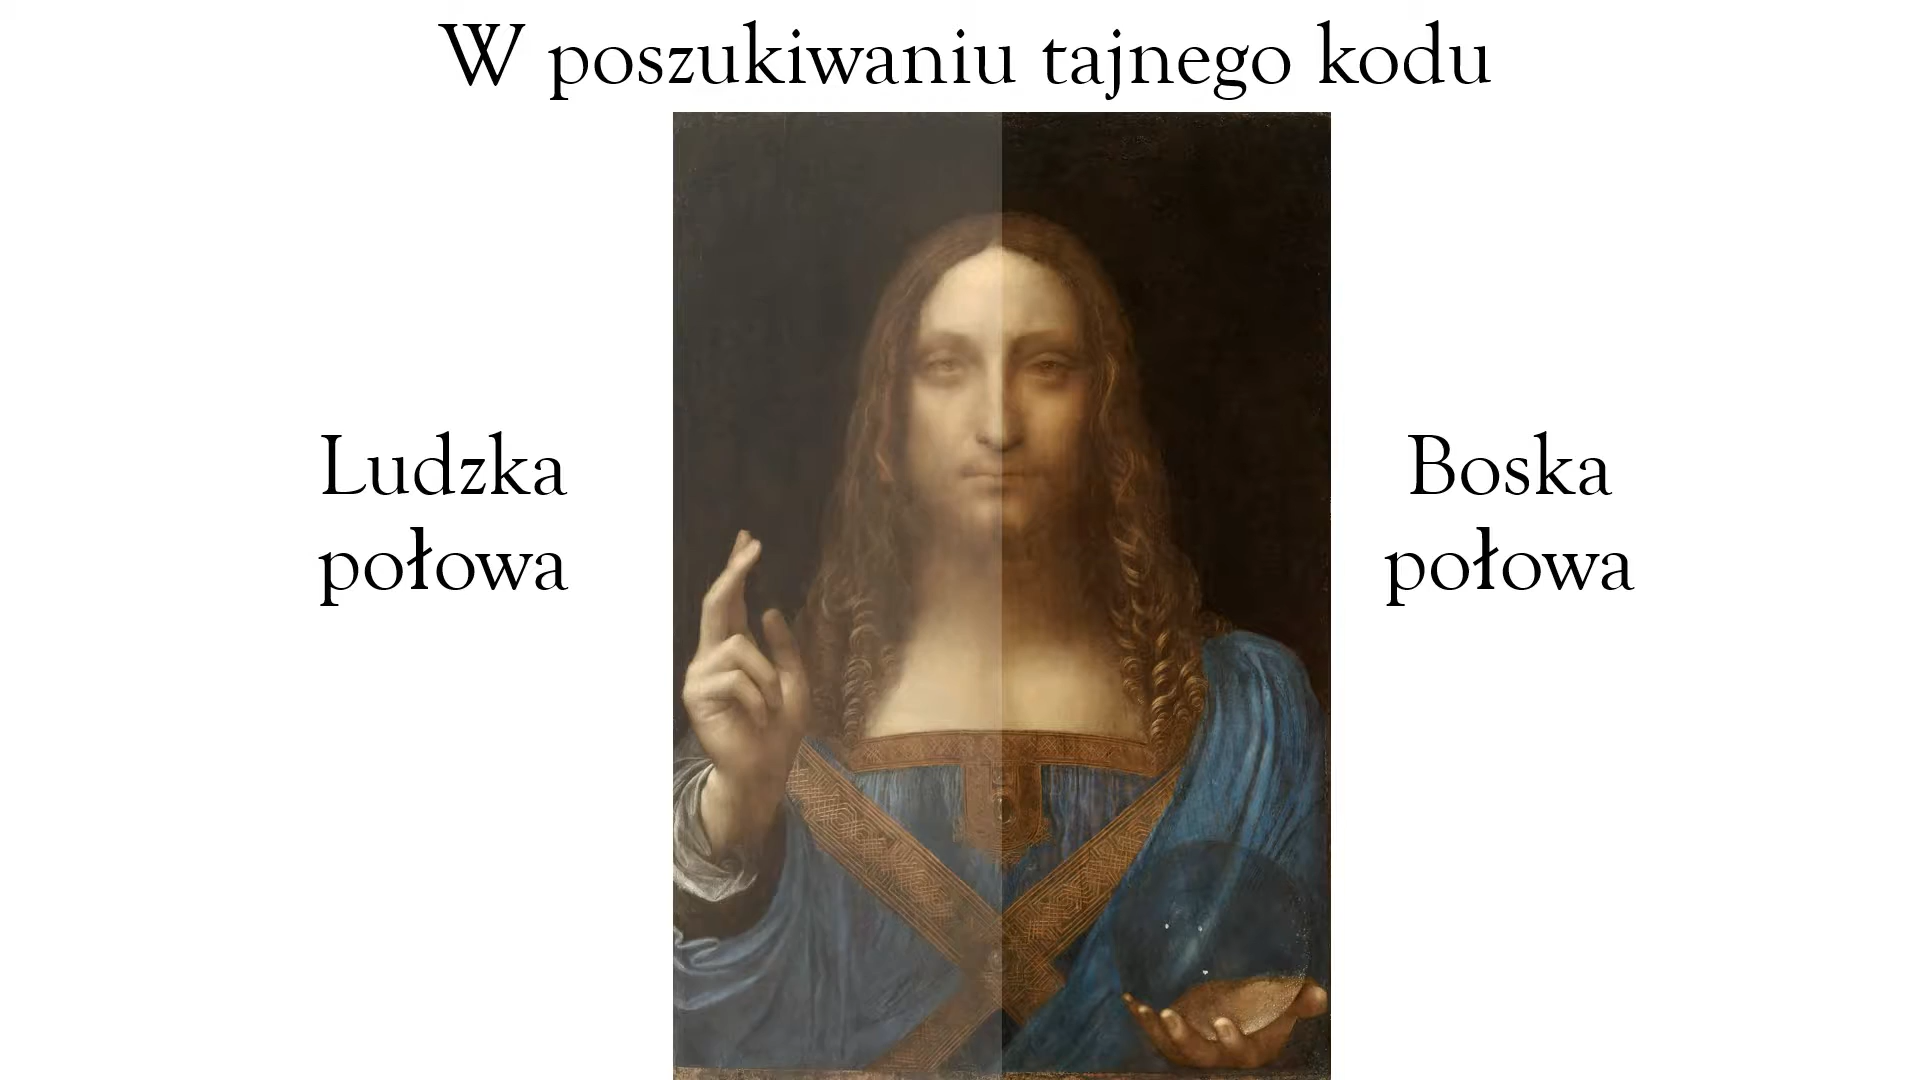 W poszukiwaniu tajnego kodu
Ludzka
połowa
Boska
połowa